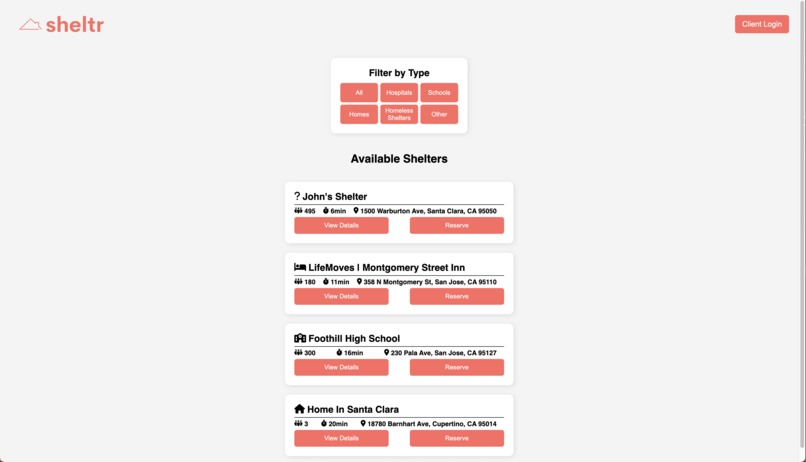 sheltr
Client Login
Filter by Type
All
Hospitals
Schools
Homes
Homeless
Shelters
Other
Available Shelters
? John's Shelter
495 6min 1500 Warburton Ave, Santa Clara, CA 95050
View Details
Reserve
LifeMoves | Montgomery Street Inn
180 11min 358 N Montgomery St, San Jose, CA 95110
View Details
Reserve
Foothill High School
300 16min 230 Pala Ave, San Jose, CA 95127
View Details
Reserve
Home In Santa Clara
3 20min 18780 Barnhart Ave, Cupertino, CA 95014
View Details
Reserve